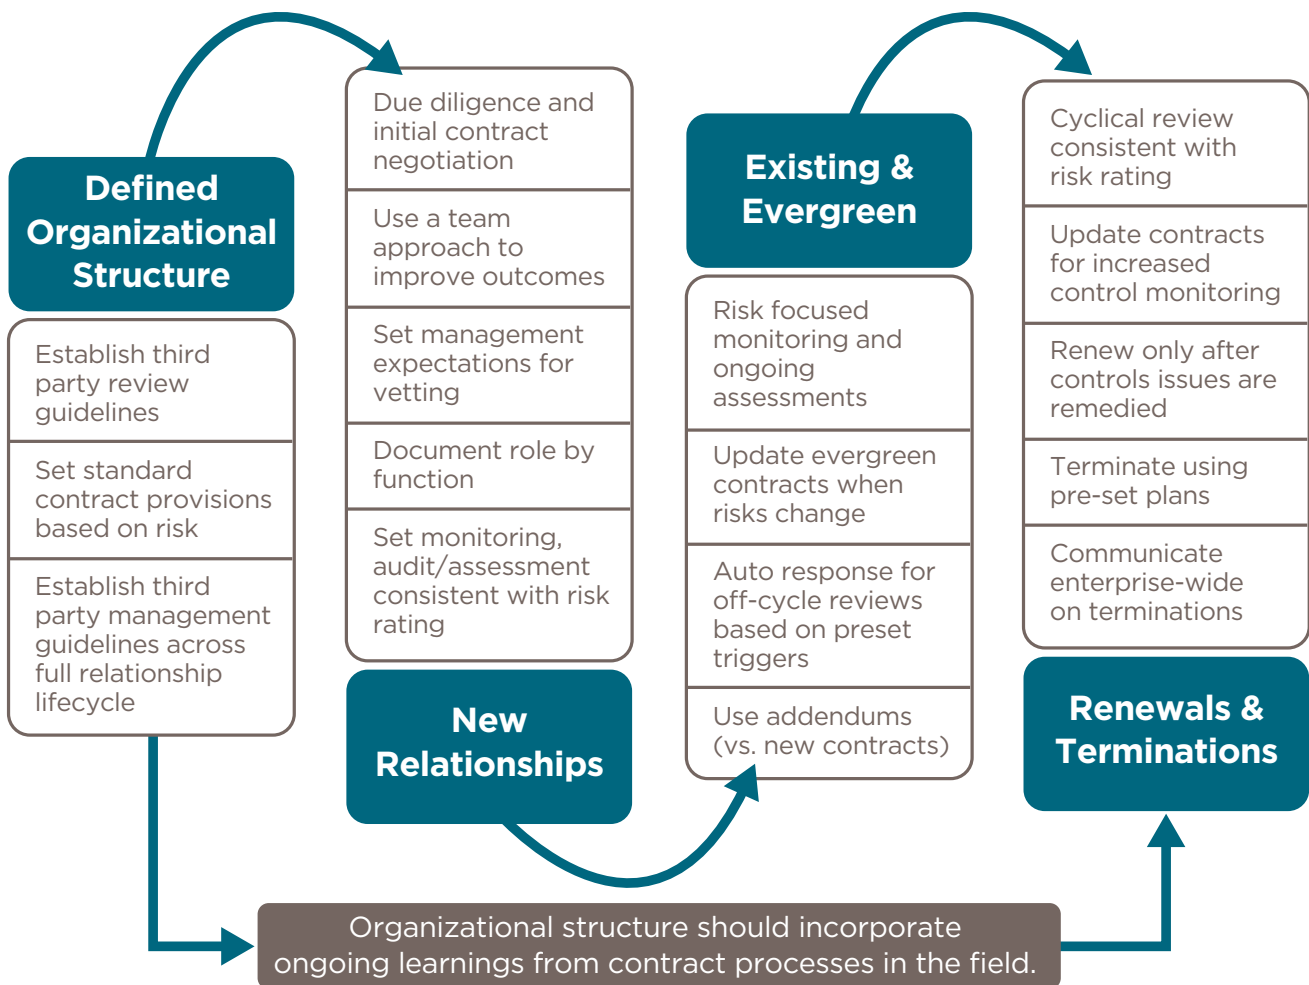 Defined
Organizational
Structure
Establish third
party review
guidelines
Set standard
contract provisions
based on risk
Establish third
party management
guidelines across
full relationship
lifecycle
Due diligence and
initial contract
negotiation
Use a team
approach to
improve outcomes
Set management
expectations for
vetting
Document role by
function
Set monitoring,
audit/assessment
consistent with risk
rating
New
Relationships
Existing &
Evergreen
Risk focused
monitoring and
ongoing
assessments
Update evergreen
contracts when
risks change
Auto response for
off-cycle reviews
based on preset
triggers
Use addendums
(vs. new contracts)
Cyclical review
consistent with
risk rating
Update contracts
for increased
control monitoring
Renew only after
controls issues are
remedied
Terminate using
pre-set plans
Communicate
enterprise-wide
on terminations
Renewals &
Terminations
Organizational structure should incorporate
ongoing learnings from contract processes in the field.